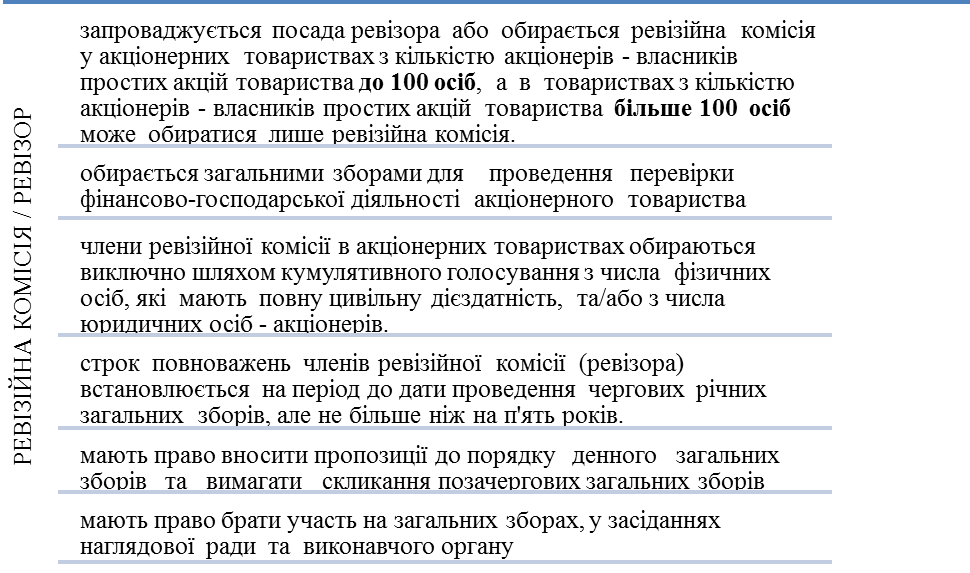 РЕВІЗІЙНА КОМІСІЯ / РЕВІЗОР
запроваджується посада ревізора або обирається ревізійна комісія
у акціонерних товариствах з кількістю акціонерів - власників
простих акцій товариства до 100 осіб, а в товариствах з кількістю
акціонерів - власників простих акцій товариства більше 100 осіб
може обиратися лише ревізійна комісія.
обирається загальними зборами для проведення перевірки
фінансово-господарської діяльності акціонерного товариства
члени ревізійної комісії в акціонерних товариствах обираються
виключно шляхом кумулятивного голосування з числа фізичних
осіб, які мають повну цивільну дієздатність, та/або з числа
юридичних осіб - акціонерів.
строк повноважень членів ревізійної комісії (ревізора)
встановлюється на період до дати проведення чергових річних
загальних зборів, але не більше ніж на п'ять років.
мають право вносити пропозиції до порядку денного загальних
зборів та вимагати скликання позачергових загальних зборів
мають право брати участь на загальних зборах, у засіданнях
наглядової ради та виконавчого органу